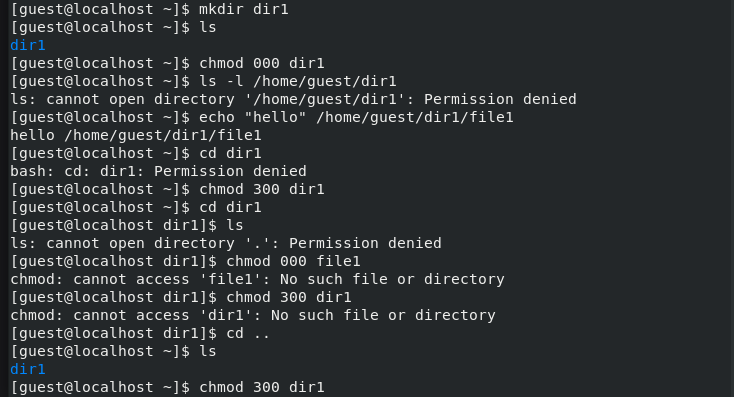 [guest@localhost ~]$ mkdir dir1
[guest@localhost ~]$ ls
dir1
[guest@localhost ~]$ chmod 000 dir1
[guest@localhost ~]$ ls -l /home/guest/dir1
ls: cannot open directory '/home/guest/dir1': Permission denied
[guest@localhost ~]$ echo "hello" /home/guest/dir1/file1
hello /home/guest/dir1/file1
[guest@localhost ~]$ cd dir1
bash: cd: dir1: Permission denied
[guest@localhost ~]$ chmod 300 dir1
[guest@localhost ~]$ cd dir1
[guest@localhost dir1]$ ls
ls: cannot open directory '.': Permission denied
[guest@localhost dir1]$ chmod 000 file1
chmod: cannot access 'file1': No such file or directory
[guest@localhost dir1]$ chmod 300 dir1
chmod: cannot access 'dir1': No such file or directory
[guest@localhost dir1]$ cd ..
[guest@localhost ~]$ ls
dir1
[guest@localhost ~]$ chmod 300 dir1